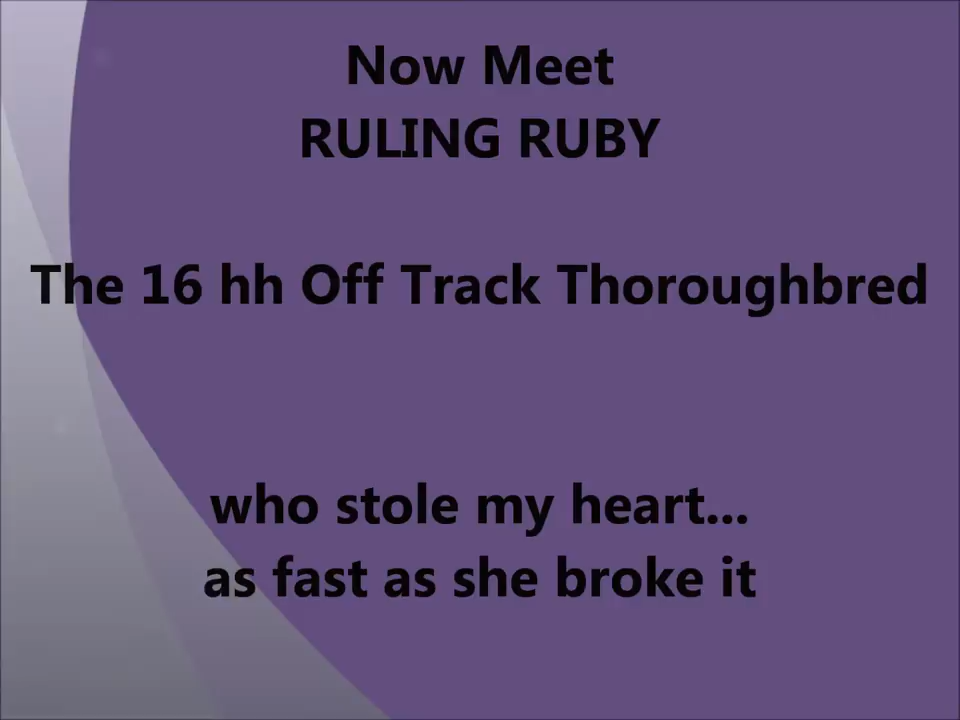 Now Meet
RULING RUBY
The 16 hh Off Track Thoroughbred
who stole my heart...
as fast as she broke it